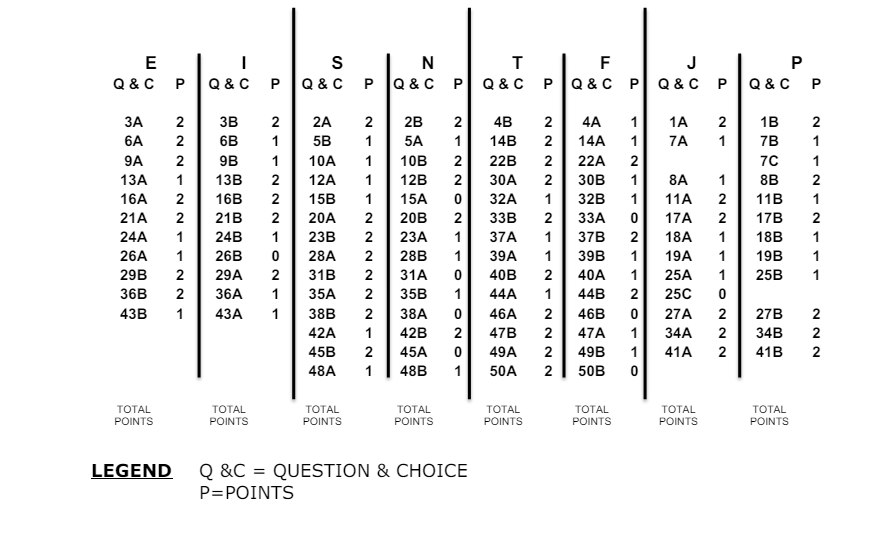 E I S N T F J P
Q & C P Q & C P Q & C P Q & C P Q & C P Q & C P Q & C P Q & C P
3A 2 3B 2 2A 2 2B 2 4B 2 4A 1 1A 2 1B 2
6A 2 6B 1 5B 1 5A 1 14B 2 14A 1 7A 1 7B 1
9A 2 9B 1 10A 1 10B 2 22B 2 22A 2 7C 1
13A 1 13B 2 12A 1 12B 2 30A 2 30B 1 8A 1 8B 2
16A 2 16B 2 15B 1 15A 0 32A 1 32B 1 11A 2 11B 1
21A 2 21B 2 20A 2 20B 2 33B 2 33A 0 17A 2 17B 2
24A 1 24B 1 23B 2 23A 1 37A 1 37B 2 18A 1 18B 1
26A 1 26B 0 28A 2 28B 1 39A 1 39B 1 19A 1 19B 1
29B 2 29A 2 31B 2 31A 0 40B 2 40A 1 25A 1 25B 1
36B 2 36A 1 35A 2 35B 1 44A 1 44B 2 25C 0
43B 1 43A 1 38B 2 38A 0 46A 2 46B 0 27A 2 27B 2
42A 1 42B 2 47B 2 47A 1 34A 2 34B 2
45B 2 45A 0 49A 2 49B 1 41A 2 41B 2
48A 1 48B 1 50A 2 50B 0
TOTAL TOTAL TOTAL TOTAL TOTAL TOTAL TOTAL TOTAL
POINTS POINTS POINTS POINTS POINTS POINTS POINTS POINTS
LEGEND Q &C = QUESTION & CHOICE
P=POINTS